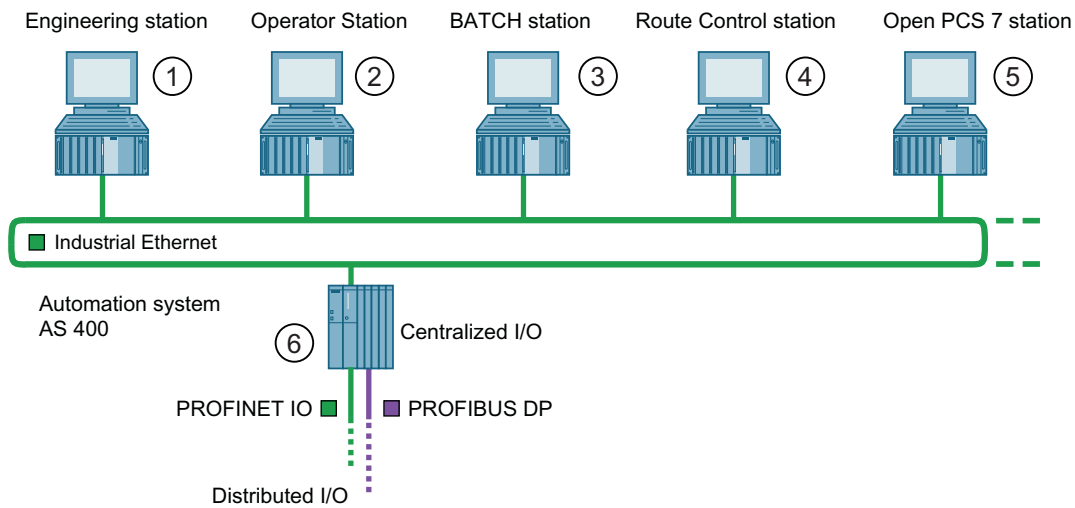 Engineering station
Operator Station
BATCH station
Route Control station
Open PCS 7 station
1
2
3
4
5
Industrial Ethernet
Automation system
AS 400
6
Centralized I/O
PROFINET IO
PROFIBUS DP
Distributed I/O